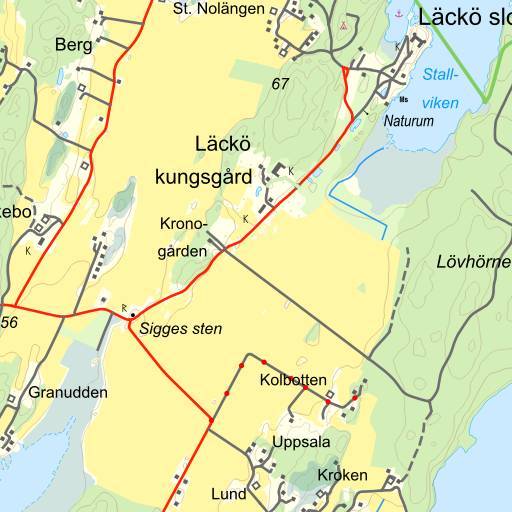 St. Nolängen
Läckö slo
Berg
67
Stall-
viken
Ms
Naturum
K
Läckö
kungsgård
K
K
kebo
K
Krono-
gården
Lövhörne
56
R
Sigges sten
Kolbotten
Granudden
Uppsala
Kroken
Lund